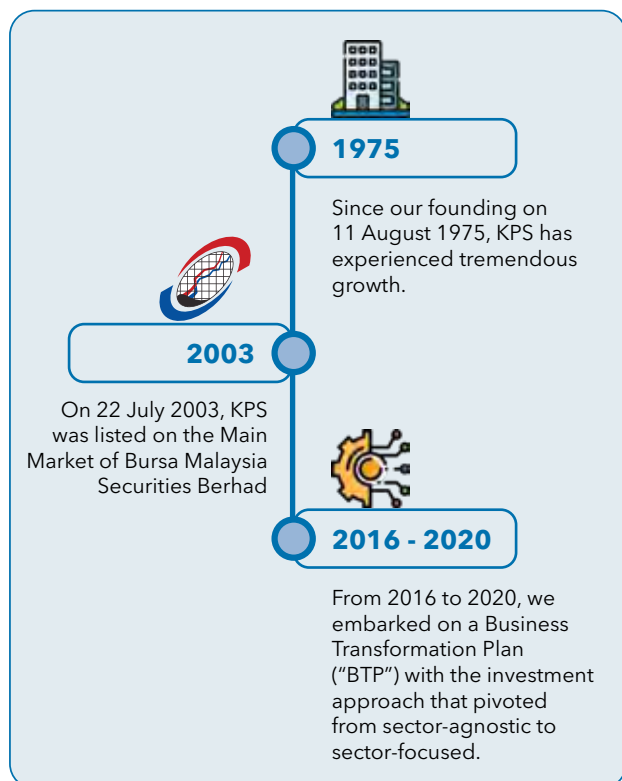 1975
Since our founding on
11 August 1975, KPS has
experienced tremendous
growth.
2003
On 22 July 2003, KPS
was listed on the Main
Market of Bursa Malaysia
Securities Berhad
2016 - 2020
From 2016 to 2020, we
embarked on a Business
Transformation Plan
(“BTP”) with the investment
approach that pivoted
from sector-agnostic to
sector-focused.